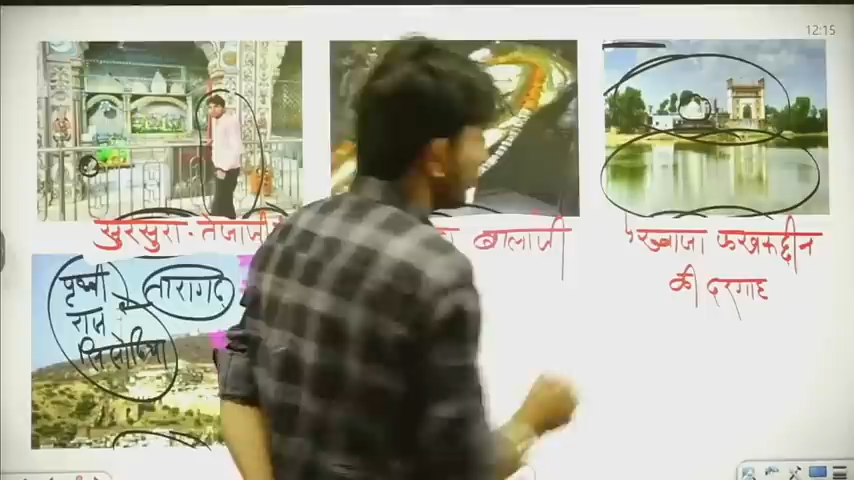 12:15
सुरसुरा - तेजाजी
बालाजी
ख्वाजा फखरूद्दीन
की दरगाह
पृथ्वी
राज
सिसोदिया
तारागढ़